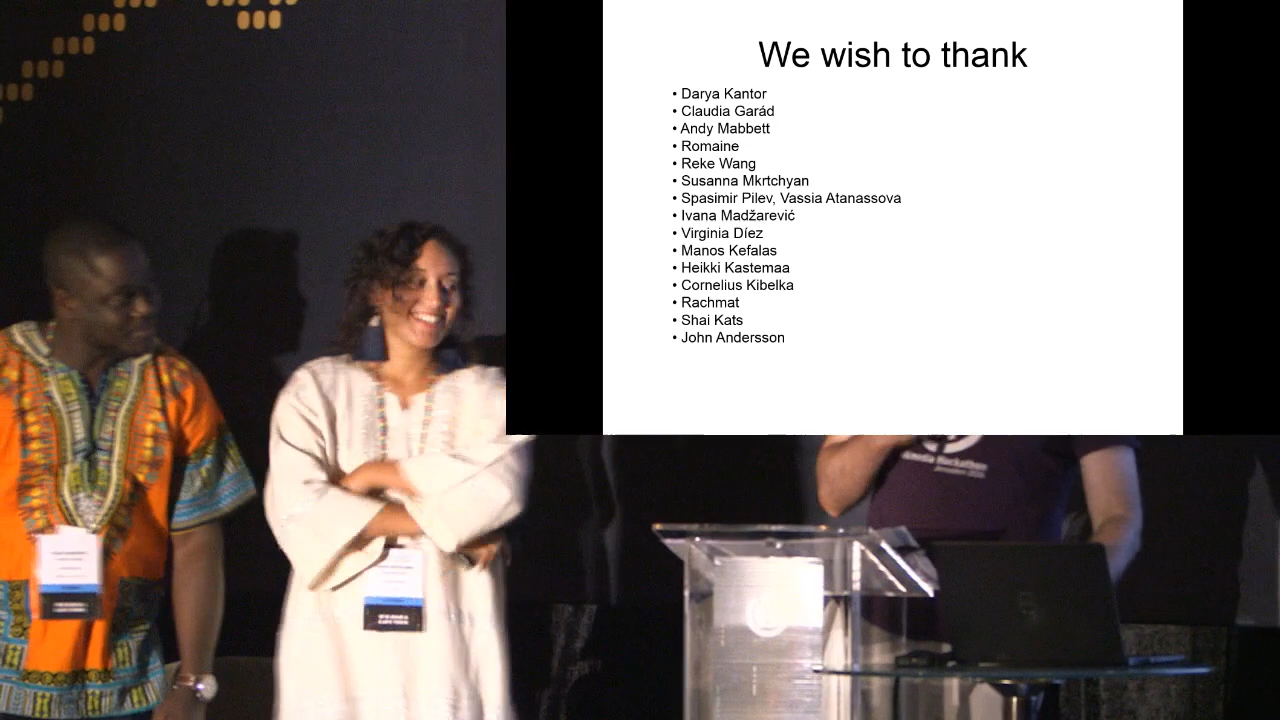 We wish to thank
• Darya Kantor
• Claudia Garád
• Andy Mabbett
• Romaine
• Reke Wang
• Susanna Mkrtchyan
• Spasimir Pilev, Vassia Atanassova
• Ivana Madžarević
• Virginia Díez
• Manos Kefalas
• Heikki Kastemaa
• Cornelius Kibelka
• Rachmat
• Shai Kats
• John Andersson
Hackathon